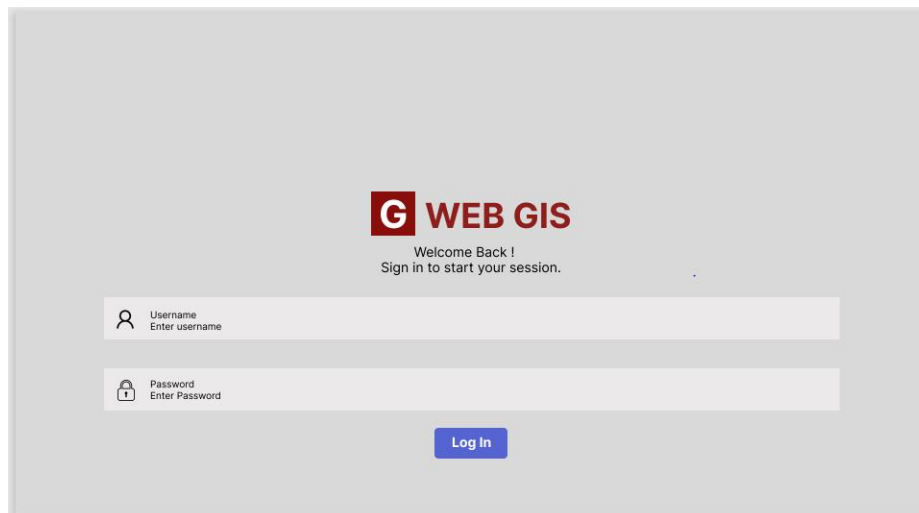 G WEB GIS
Welcome Back !
Sign in to start your session.
Username
Enter username
Password
Enter Password
Log In